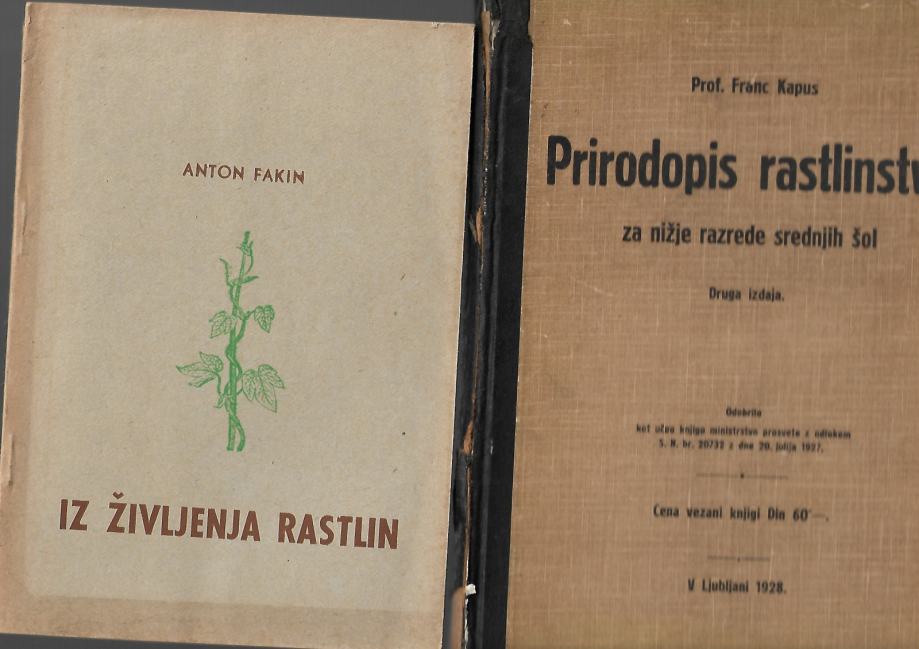 ANTON FAKIN
IZ ŽIVLJENJA RASTLIN
Prof. Franc Kapus
Prirodopis rastlinstv
za nižje razrede srednjih šol
Druga izdaja.
Odobrilo
kot učno knjigo ministrstvo prosvete z odlokom
S. N. br. 20732 z dne 20. julija 1927.
Cena vezani knjigi Din 60·—.
V Ljubljani 1928.